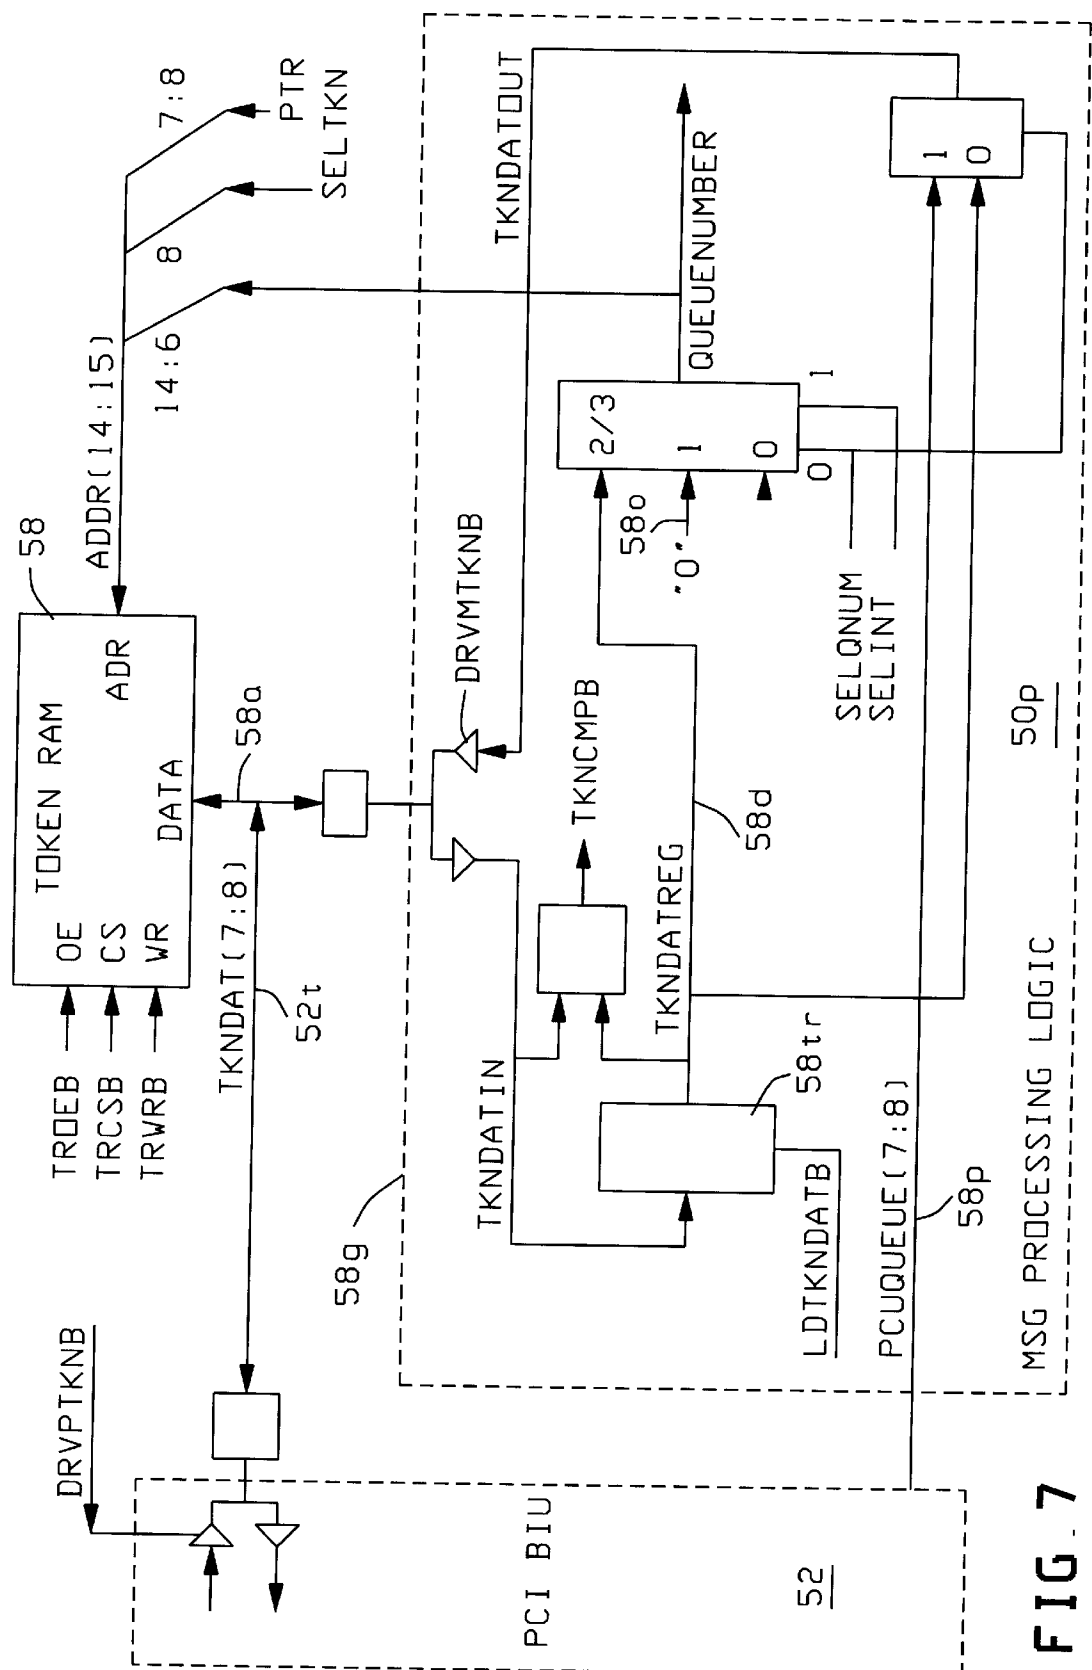 58
TOKEN RAM
OE
CS
WR
ADR
DATA
TROEB
TRCSB
TRWRB
ADDR(14:15)
14:6
8
7:8
PTR
SELTKN
TKNDAT(7:8)
52t
58a
DRVPTKNB
PCI BIU
52
58g
DRVMTKNB
TKNDATOUT
TKNDATIN
TKNCMPB
TKNDATREG
58d
58tr
LDTKNDATB
58o
"0"
2/3
1
0
0
1
QUEUENUMBER
SELQNUM
SELINT
1
0
PCUQUEUE(7:8)
58p
MSG PROCESSING LOGIC
50p
FIG. 7